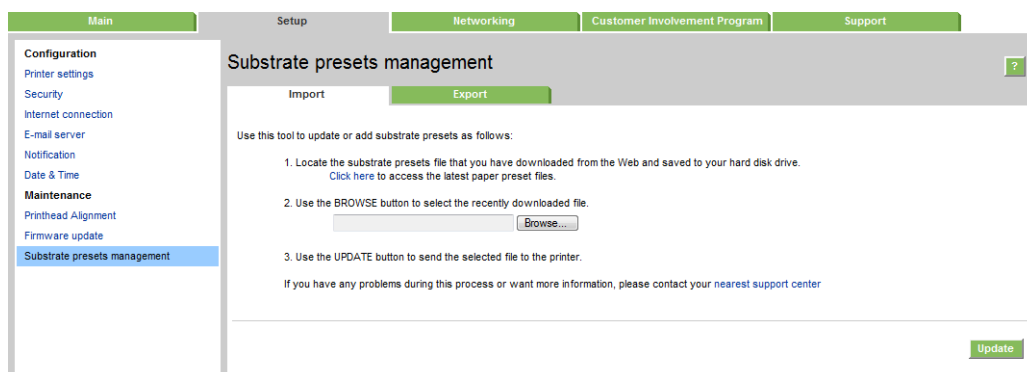 Main Setup Networking Customer Involvement Program Support
Configuration
Printer settings
Security
Internet connection
E-mail server
Notification
Date & Time
Maintenance
Printhead Alignment
Firmware update
Substrate presets management
Substrate presets management
?
Import Export
Use this tool to update or add substrate presets as follows:
1. Locate the substrate presets file that you have downloaded from the Web and saved to your hard disk drive.
Click here to access the latest paper preset files.
2. Use the BROWSE button to select the recently downloaded file.
Browse...
3. Use the UPDATE button to send the selected file to the printer.
If you have any problems during this process or want more information, please contact your nearest support center
Update